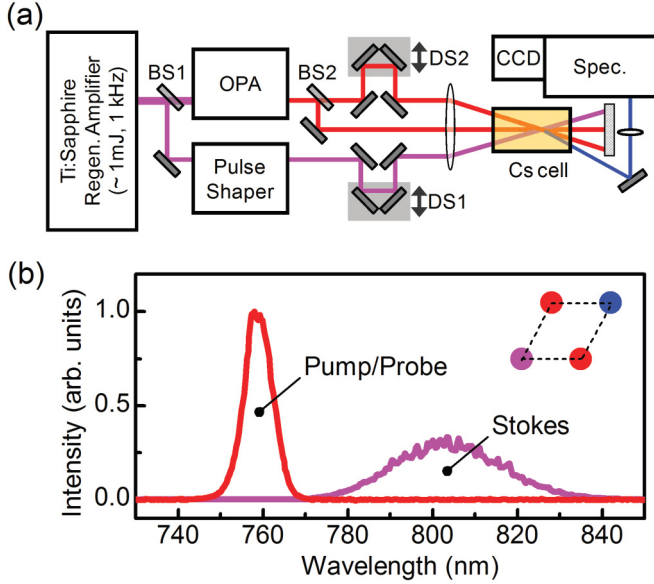 (a)
Ti:Sapphire
Regen. Amplifier
(~ 1mJ, 1 kHz)
BS1
OPA
BS2
DS2
CCD
Spec.
Pulse
Shaper
DS1
Cs cell
(b)
Intensity (arb. units)
1.0
0.5
0.0
Pump/Probe
Stokes
740 760 780 800 820 840
Wavelength (nm)